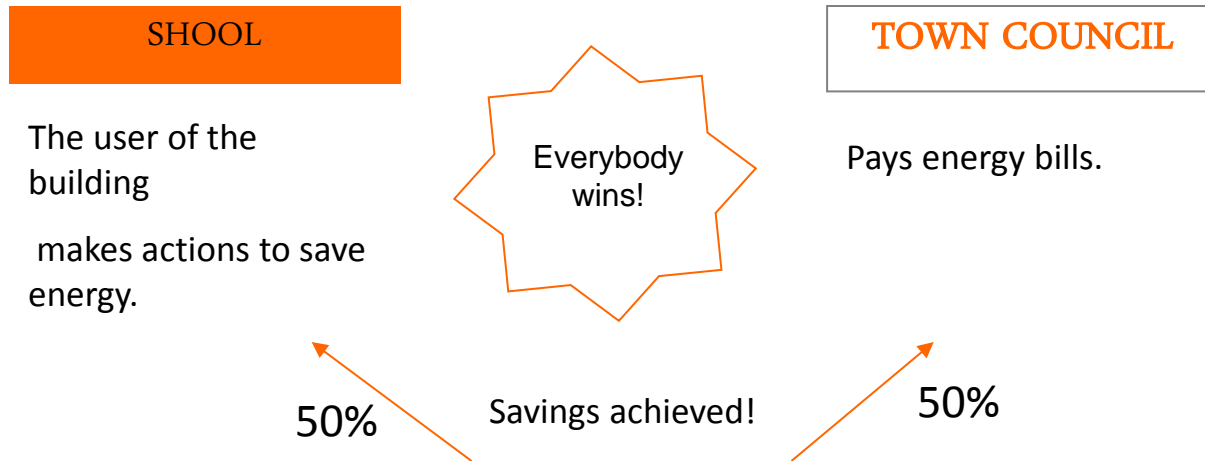 SHOOL
TOWN COUNCIL
The user of the
building
makes actions to save
energy.
Everybody
wins!
Pays energy bills.
50%
Savings achieved!
50%